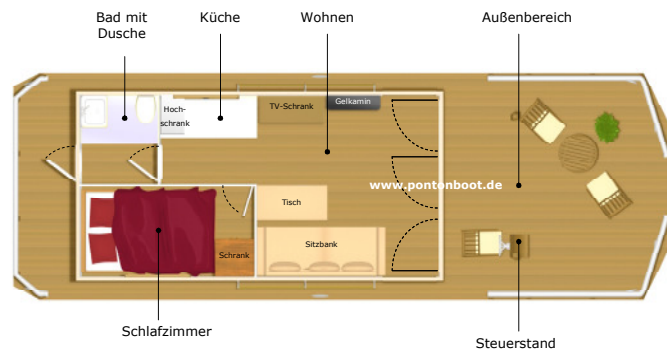 Bad mit
Dusche
Küche
Wohnen
Außenbereich
Hoch-
schrank
TV-Schrank
Gelkamin
www.pontonboot.de
Tisch
Sitzbank
Schrank
Schlafzimmer
Steuerstand